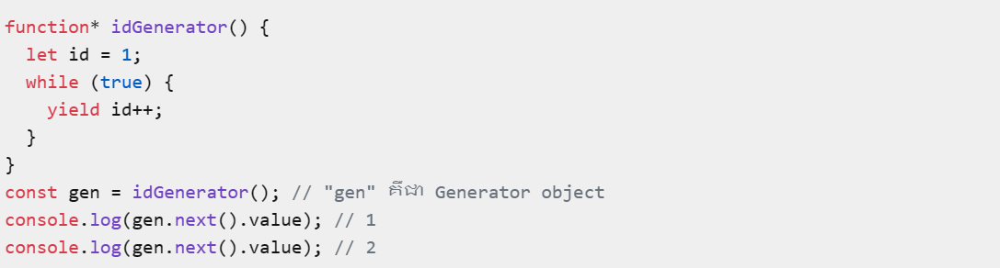 function* idGenerator() {
  let id = 1;
  while (true) {
    yield id++;
  }
}
const gen = idGenerator(); // "gen" គឺជា Generator object
console.log(gen.next().value); // 1
console.log(gen.next().value); // 2